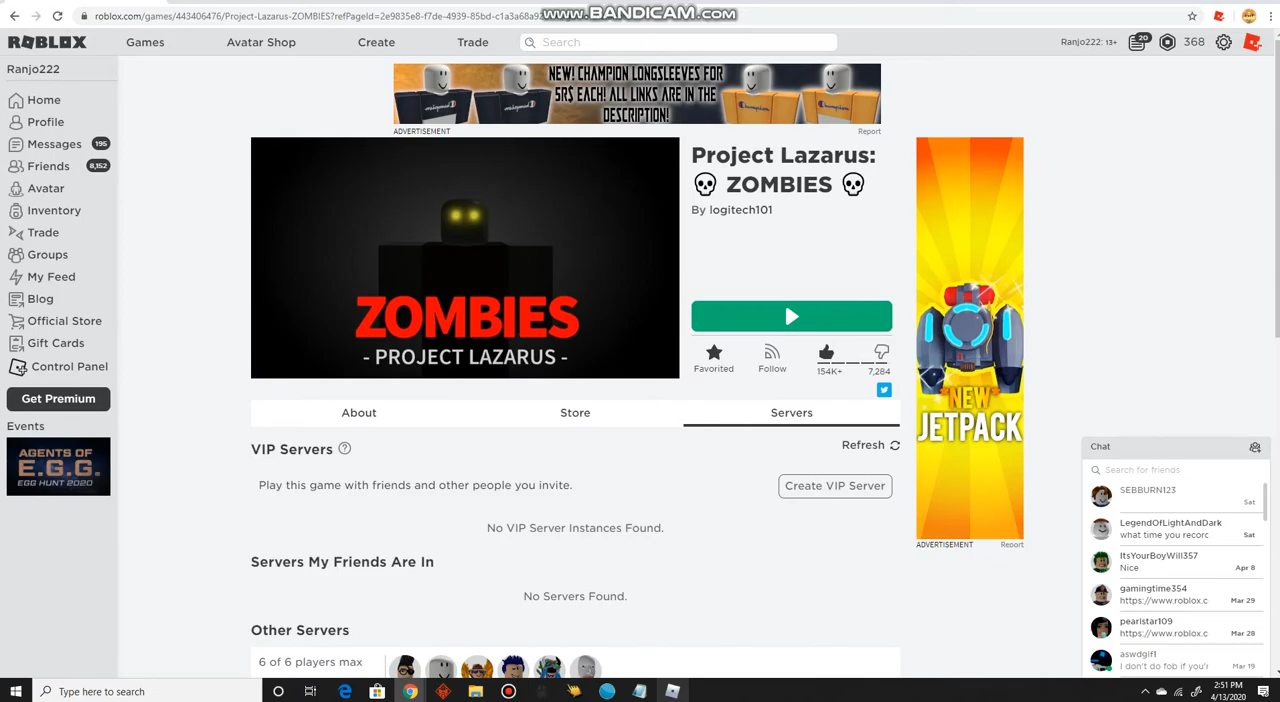 roblox.com/games/443406476/Project-Lazarus-ZOMBIES?refPageId=2e9835e8-f7de-4939-85bd-c1a3a68a92
www.BANDICAM.com
ROBLOX
Games
Avatar Shop
Create
Trade
Search
Ranjo222: 13+
20
368
Ranjo222
Home
Profile
Messages 195
Friends 8,152
Avatar
Inventory
Trade
Groups
My Feed
Blog
Official Store
Gift Cards
Control Panel
Get Premium
Events
AGENTS OF
E.G.G.
EGG HUNT 2020
NEW! CHAMPION LONGSLEEVES FOR
5R$ EACH! ALL LINKS ARE IN THE
DESCRIPTION!
ADVERTISEMENT
Report
ZOMBIES
- PROJECT LAZARUS -
Project Lazarus:
💀 ZOMBIES 💀
By logitech101
Favorited
Follow
154K+
7,284
About
Store
Servers
VIP Servers
Refresh
Play this game with friends and other people you invite.
Create VIP Server
No VIP Server Instances Found.
Servers My Friends Are In
No Servers Found.
Other Servers
6 of 6 players max
NEW
JETPACK
ADVERTISEMENT
Report
Chat
Search for friends
SEBBURN123
Sat
LegendOfLightAndDark
what time you recorc
Sat
ItsYourBoyWill357
Nice
Apr 8
gamingtime354
https://www.roblox.c
Mar 29
pearlstar109
https://www.roblox.c
Mar 28
aswdglf1
I don't do fob if you'r
Mar 19
Type here to search
2:51 PM
4/13/2020